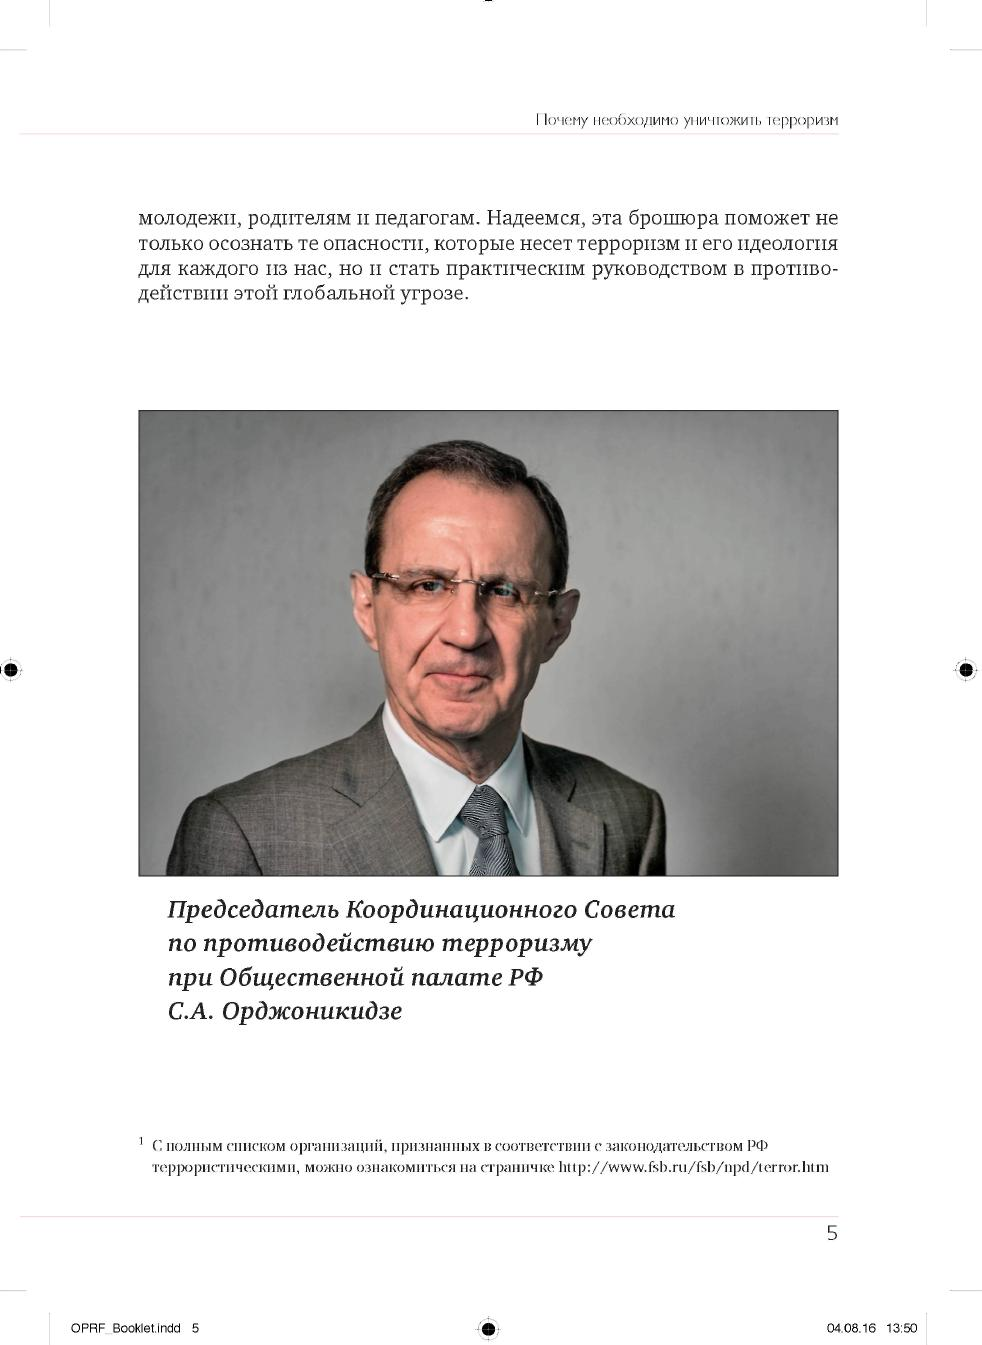 Почему необходимо уничтожить терроризм
молодежи, родителям и педагогам. Надеемся, эта брошюра поможет не
только осознать те опасности, которые несет терроризм и его идеология
для каждого из нас, но и стать практическим руководством в противо-
действии этой глобальной угрозе.
Председатель Координационного Совета
по противодействию терроризму
при Общественной палате РФ
С.А. Орджоникидзе
1 С полным списком организаций, признанных в соответствии с законодательством РФ
террористическими, можно ознакомиться на страничке http://www.fsb.ru/fsb/npd/terror.htm
5
OPRF_Booklet.indd 5
04.08.16 13:50